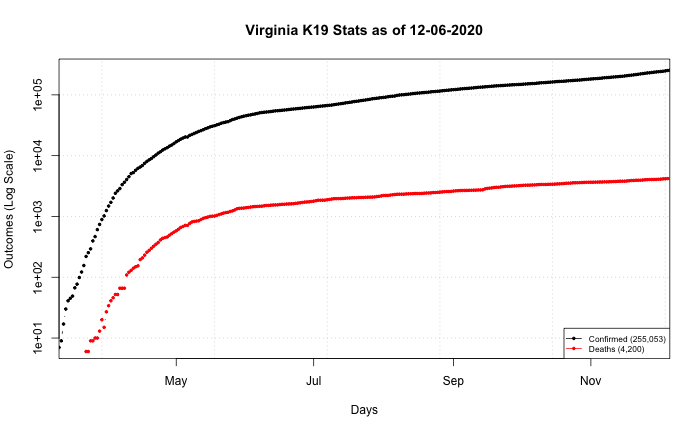 Virginia K19 Stats as of 12-06-2020
Outcomes (Log Scale)
1e+05
1e+04
1e+03
1e+02
1e+01
Confirmed (255,053)
Deaths (4,200)
May
Jul
Sep
Nov
Days